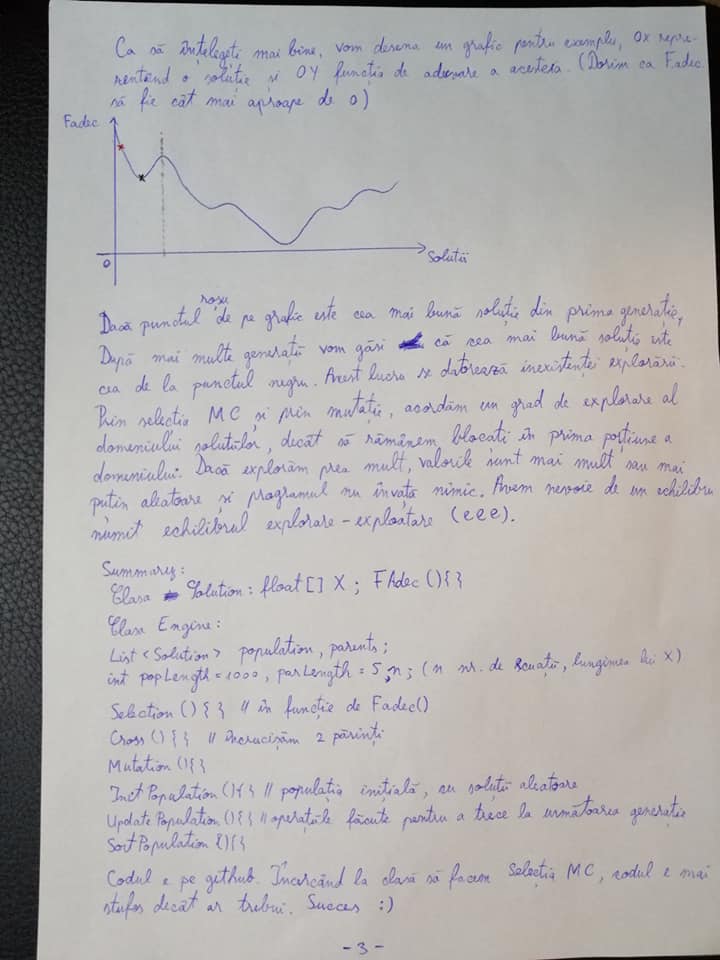 Ca să înțelegeți mai bine, vom desena un grafic pentru exemplu, OX repre-
zentând o soluție și OY funcția de adecvare a acesteia. (Dorim ca Fadec
să fie cât mai aproape de 0)
Fadec
0
Soluții
roșu
Dacă punctul de pe grafic este cea mai bună soluție din prima generație,
După mai multe generații vom găsi că cea mai bună soluție este
cea de la punctul negru. Acest lucru se datorează inexistenței explorării.
Prin selecția MC și prin mutație, acordăm un grad de explorare al
domeniului soluțiilor, decât să rămânem blocați în prima porțiune a
domeniului. Dacă explorăm prea mult, valorile sunt mai mult sau mai
puțin aleatoare și programul nu învață nimic. Avem nevoie de un echilibru
numit echilibrul explorare-exploatare (eee).
Summary:
Clasa Solution: float[] X; FAdec(){}
Clasa Engine:
List<Solution> population, parents;
int popLength=1000, parLength=5, n; (n nr. de ecuații, lungimea lui X)
Selection(){} // în funcție de Fadec()
Cross(){} // încrucișăm 2 părinți
Mutation(){}
InitPopulation(){} // populația inițială, cu soluții aleatoare
UpdatePopulation(){} // operațiile făcute pentru a trece la următoarea generație
SortPopulation(){}
Codul e pe github. Încercând la clasă să facem Selecția MC, codul e mai
stufos decât ar trebui. Succes :)
-3-